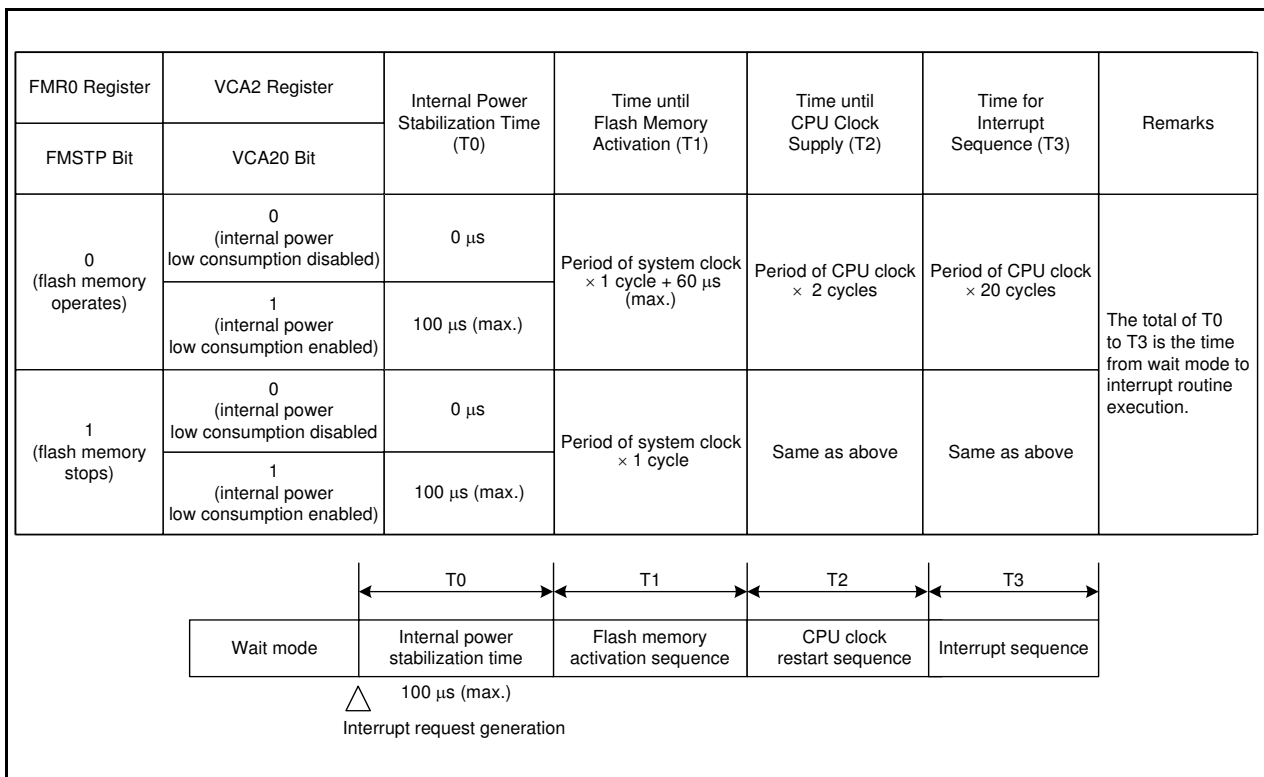 FMR0 Register
VCA2 Register
Internal Power
Stabilization Time
(T0)
Time until
Flash Memory
Activation (T1)
Time until
CPU Clock
Supply (T2)
Time for
Interrupt
Sequence (T3)
Remarks
FMSTP Bit
VCA20 Bit
0
(flash memory
operates)
0
(internal power
low consumption disabled)
0 μs
Period of system clock
× 1 cycle + 60 μs
(max.)
Period of CPU clock
× 2 cycles
Period of CPU clock
× 20 cycles
The total of T0
to T3 is the time
from wait mode to
interrupt routine
execution.
1
(internal power
low consumption enabled)
100 μs (max.)
1
(flash memory
stops)
0
(internal power
low consumption disabled
0 μs
Period of system clock
× 1 cycle
Same as above
Same as above
1
(internal power
low consumption enabled)
100 μs (max.)
T0
T1
T2
T3
Wait mode
Internal power
stabilization time
Flash memory
activation sequence
CPU clock
restart sequence
Interrupt sequence
100 μs (max.)
Interrupt request generation